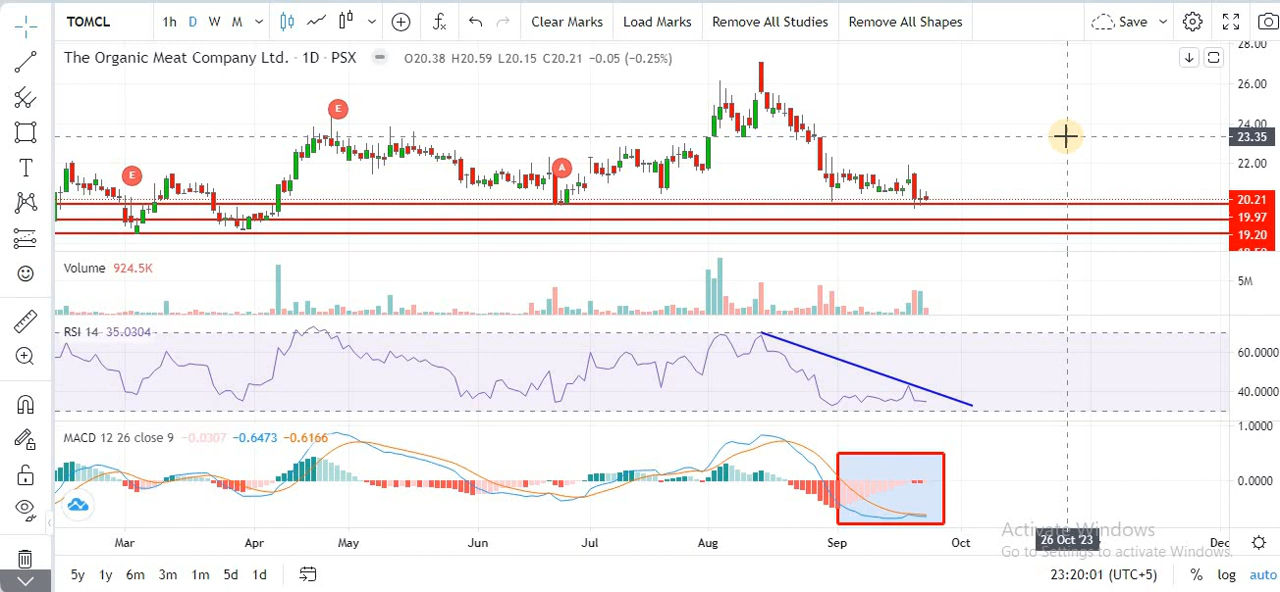 TOMCL 1h D W M Clear Marks Load Marks Remove All Studies Remove All Shapes Save
The Organic Meat Company Ltd. · 1D · PSX O20.38 H20.59 L20.15 C20.21 −0.05 (−0.25%)
28.00
26.00
24.00
23.35
22.00
20.21
19.97
19.20
E
E
A
Volume 924.5K
5M
RSI 14 35.0304
60.0000
40.0000
MACD 12 26 close 9 −0.0307 −0.6473 −0.6166
1.0000
0.0000
Activate Windows
Go to Settings to activate Windows.
Mar Apr May Jun Jul Aug Sep Oct 26 Oct '23 Dec
5y 1y 6m 3m 1m 5d 1d 23:20:01 (UTC+5) % log auto